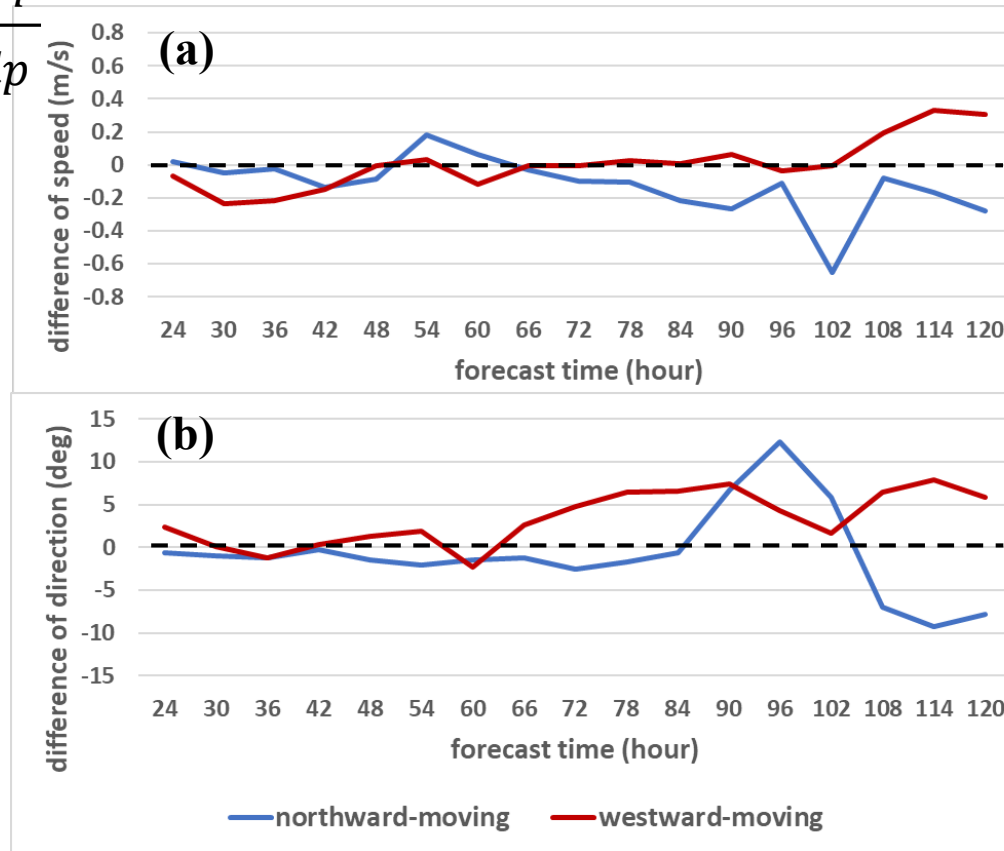 p
(a)
difference of speed (m/s)
0.8
0.6
0.4
0.2
0
-0.2
-0.4
-0.6
-0.8
24 30 36 42 48 54 60 66 72 78 84 90 96 102 108 114 120
forecast time (hour)
(b)
difference of direction (deg)
15
10
5
0
-5
-10
-15
24 30 36 42 48 54 60 66 72 78 84 90 96 102 108 114 120
forecast time (hour)
northward-moving westward-moving